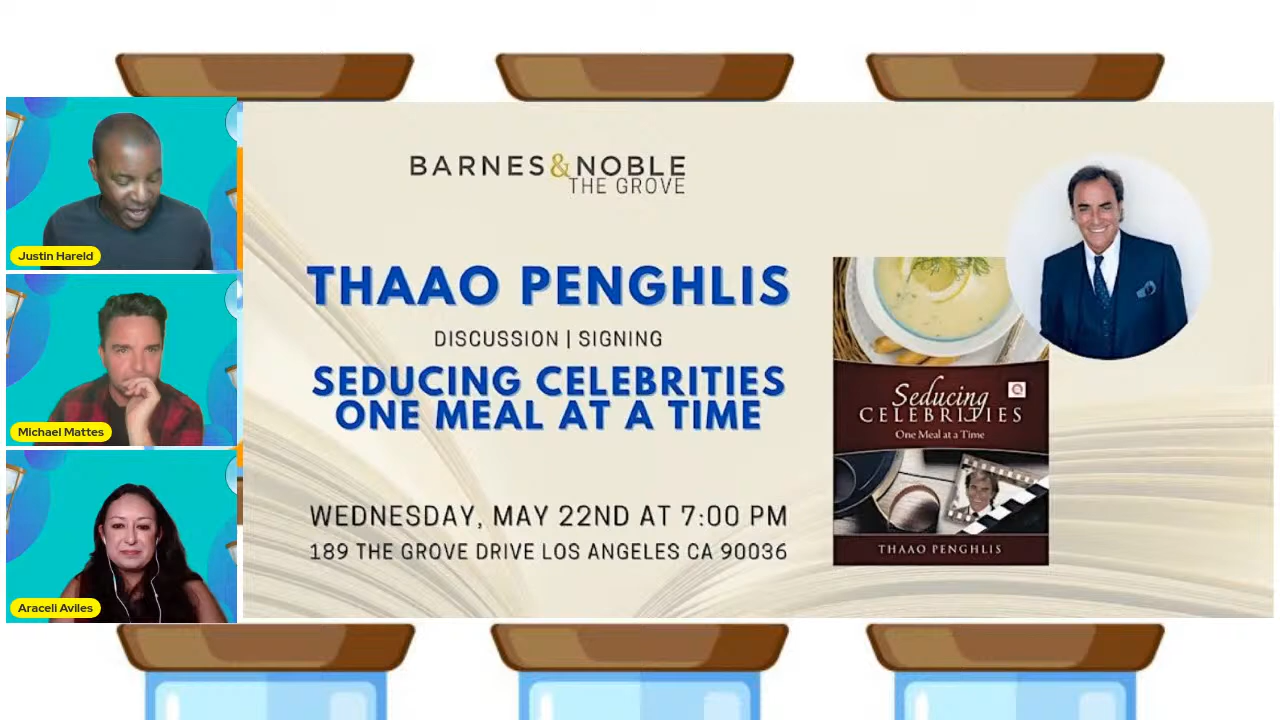 Justin Hareld
Michael Mattes
Araceli Aviles
BARNES&NOBLE
THE GROVE
THAAO PENGHLIS
DISCUSSION | SIGNING
SEDUCING CELEBRITIES
ONE MEAL AT A TIME
WEDNESDAY, MAY 22ND AT 7:00 PM
189 THE GROVE DRIVE LOS ANGELES CA 90036
Seducing
CELEBRITIES
One Meal at a Time
THAAO PENGHLIS